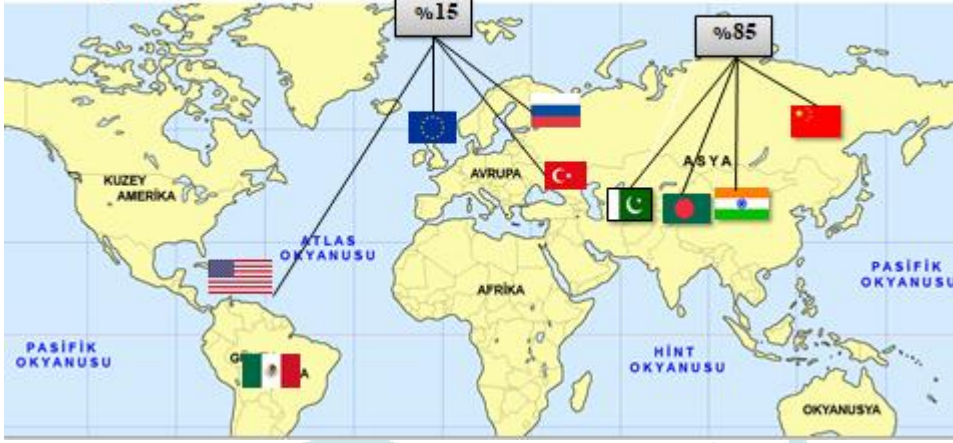 %15
%85
KUZEY
AMERİKA
AVRUPA
ASYA
ATLAS
OKYANUSU
PASİFİK
OKYANUSU
AFRİKA
PASİFİK
OKYANUSU
G
A
HİNT
OKYANUSU
OKYANUSYA